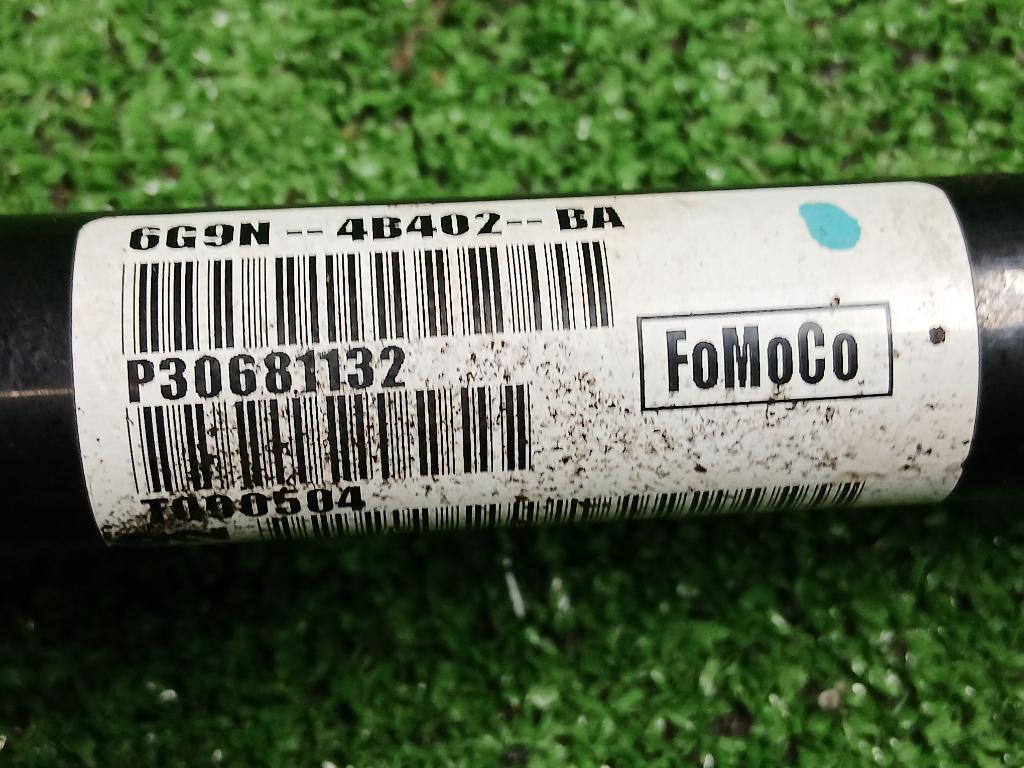 6G9N -- 4B402-- BA
P30681132
FoMoCo
T090504